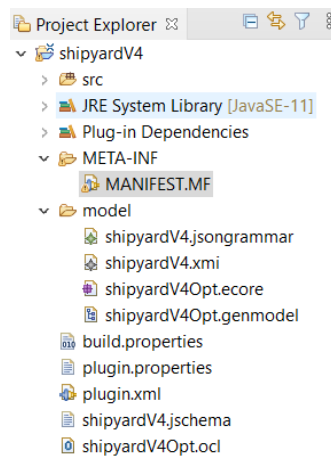 Project Explorer
shipyardV4
src
JRE System Library [JavaSE-11]
Plug-in Dependencies
META-INF
MANIFEST.MF
model
shipyardV4.jsongrammar
shipyardV4.xmi
shipyardV4Opt.ecore
shipyardV4Opt.genmodel
build.properties
plugin.properties
plugin.xml
shipyardV4.jschema
shipyardV4Opt.ocl